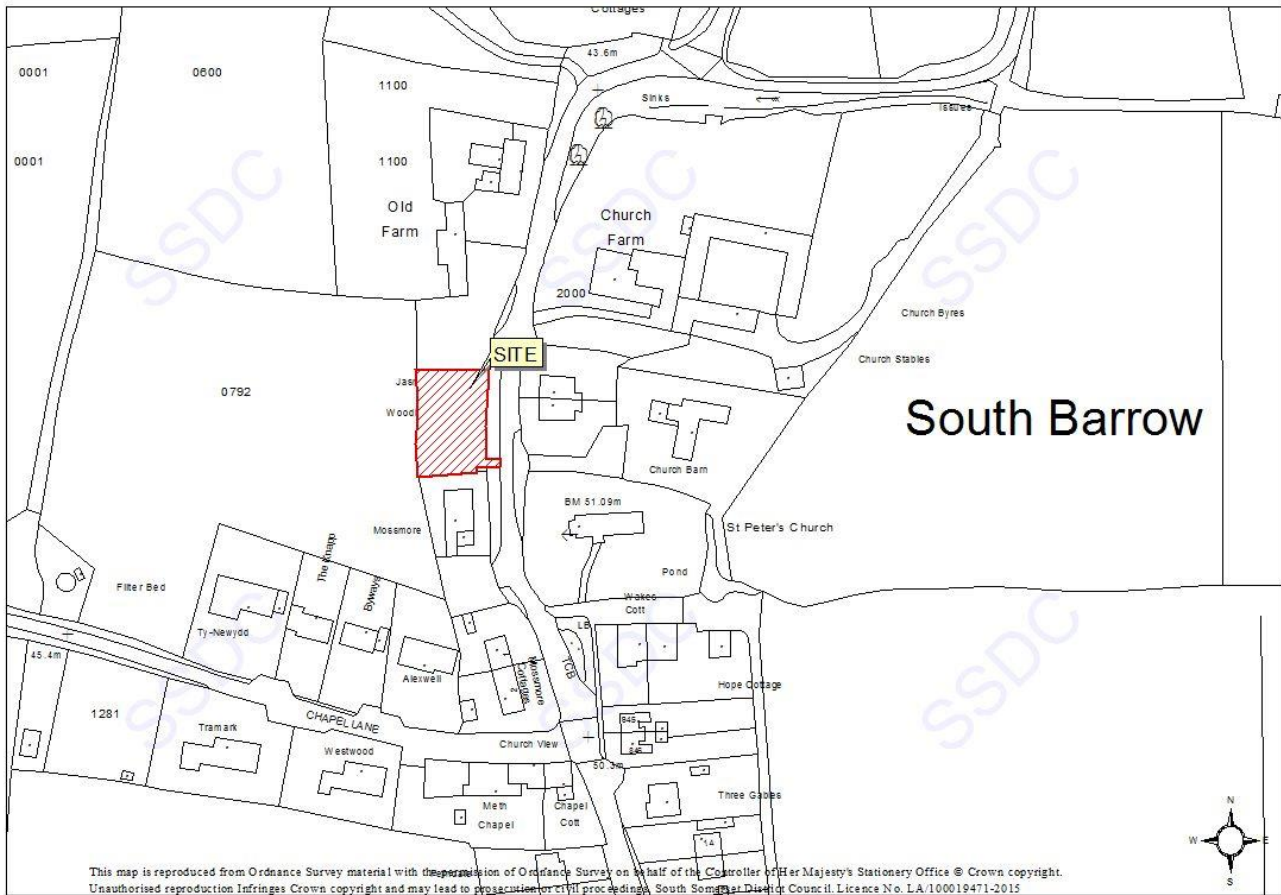 Cottages
43.6m
0001
0600
1100
Sinks
Issues
0001
1100
SSDC
SSDC
SSDC
Old
Farm
Church
Farm
2000
Church Byres
SITE
Church Stables
Jas
0792
Wood
South Barrow
Church Barn
BM 51.09m
Mossmore
St Peter's Church
The Knapp
Filter Bed
Byways
Pond
Wakes
Cott
SSDC
SSDC
SSDC
Ty-Newydd
LB
45.4m
TCB
Alexwell
Mossmore
Cottages
2
Hope Cottage
1281
CHAPEL LANE
845
Tramark
Westwood
Church View
846
50.3m
Meth
Chapel
Chapel
Cott
Three Gables
14
N
W
E
S
This map is reproduced from Ordnance Survey material with the permission of Ordnance Survey on behalf of the Controller of Her Majesty's Stationery Office © Crown copyright.
Unauthorised reproduction infringes Crown copyright and may lead to prosecution or civil proceedings. South Somerset District Council. Licence No. LA/100019471-2015